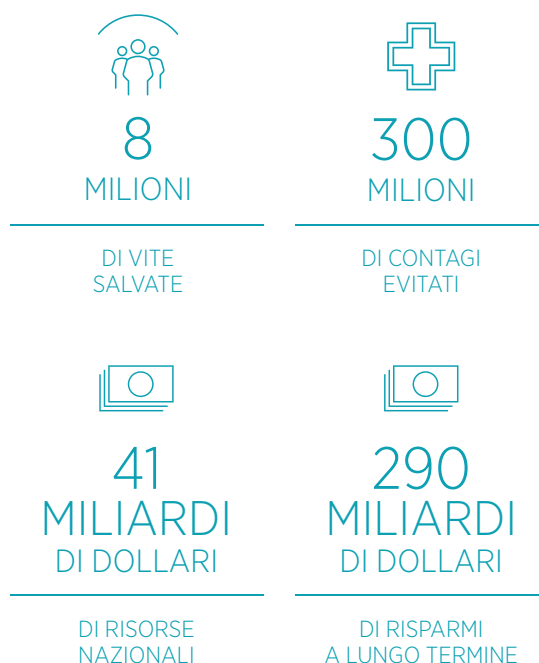 8
MILIONI
DI VITE
SALVATE
300
MILIONI
DI CONTAGI
EVITATI
41
MILIARDI
DI DOLLARI
DI RISORSE
NAZIONALI
290
MILIARDI
DI DOLLARI
DI RISPARMI
A LUNGO TERMINE